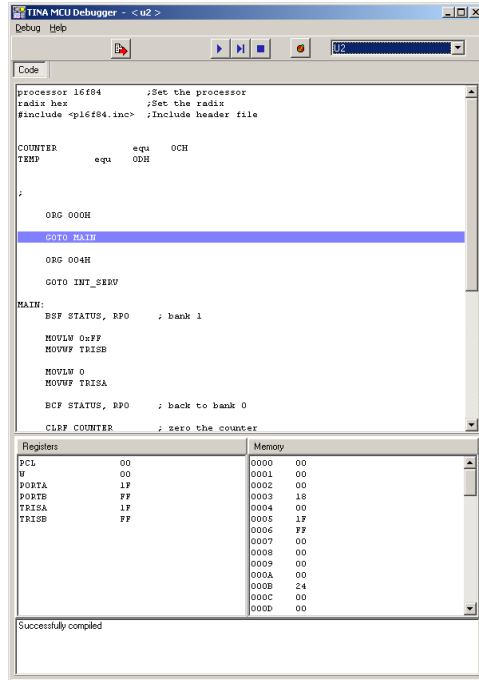 TINA MCU Debugger - < u2 >
Debug Help
U2
Code
processor 16f84 ;Set the processor
radix hex ;Set the radix
#include <p16f84.inc> ;Include header file
COUNTER equ 0CH
TEMP equ 0DH
;
ORG 000H
GOTO MAIN
ORG 004H
GOTO INT_SERV
MAIN:
BSF STATUS, RP0 ; bank 1
MOVLW 0xFF
MOVWF TRISB
MOVLW 0
MOVWF TRISA
BCF STATUS, RP0 ; back to bank 0
CLRF COUNTER ; zero the counter
Registers
PCL 00
W 00
PORTA 1F
PORTB FF
TRISA 1F
TRISB FF
Memory
0000 00
0001 00
0002 00
0003 18
0004 00
0005 1F
0006 FF
0007 00
0008 00
0009 00
000A 00
000B 24
000C 00
000D 00
Successfully compiled